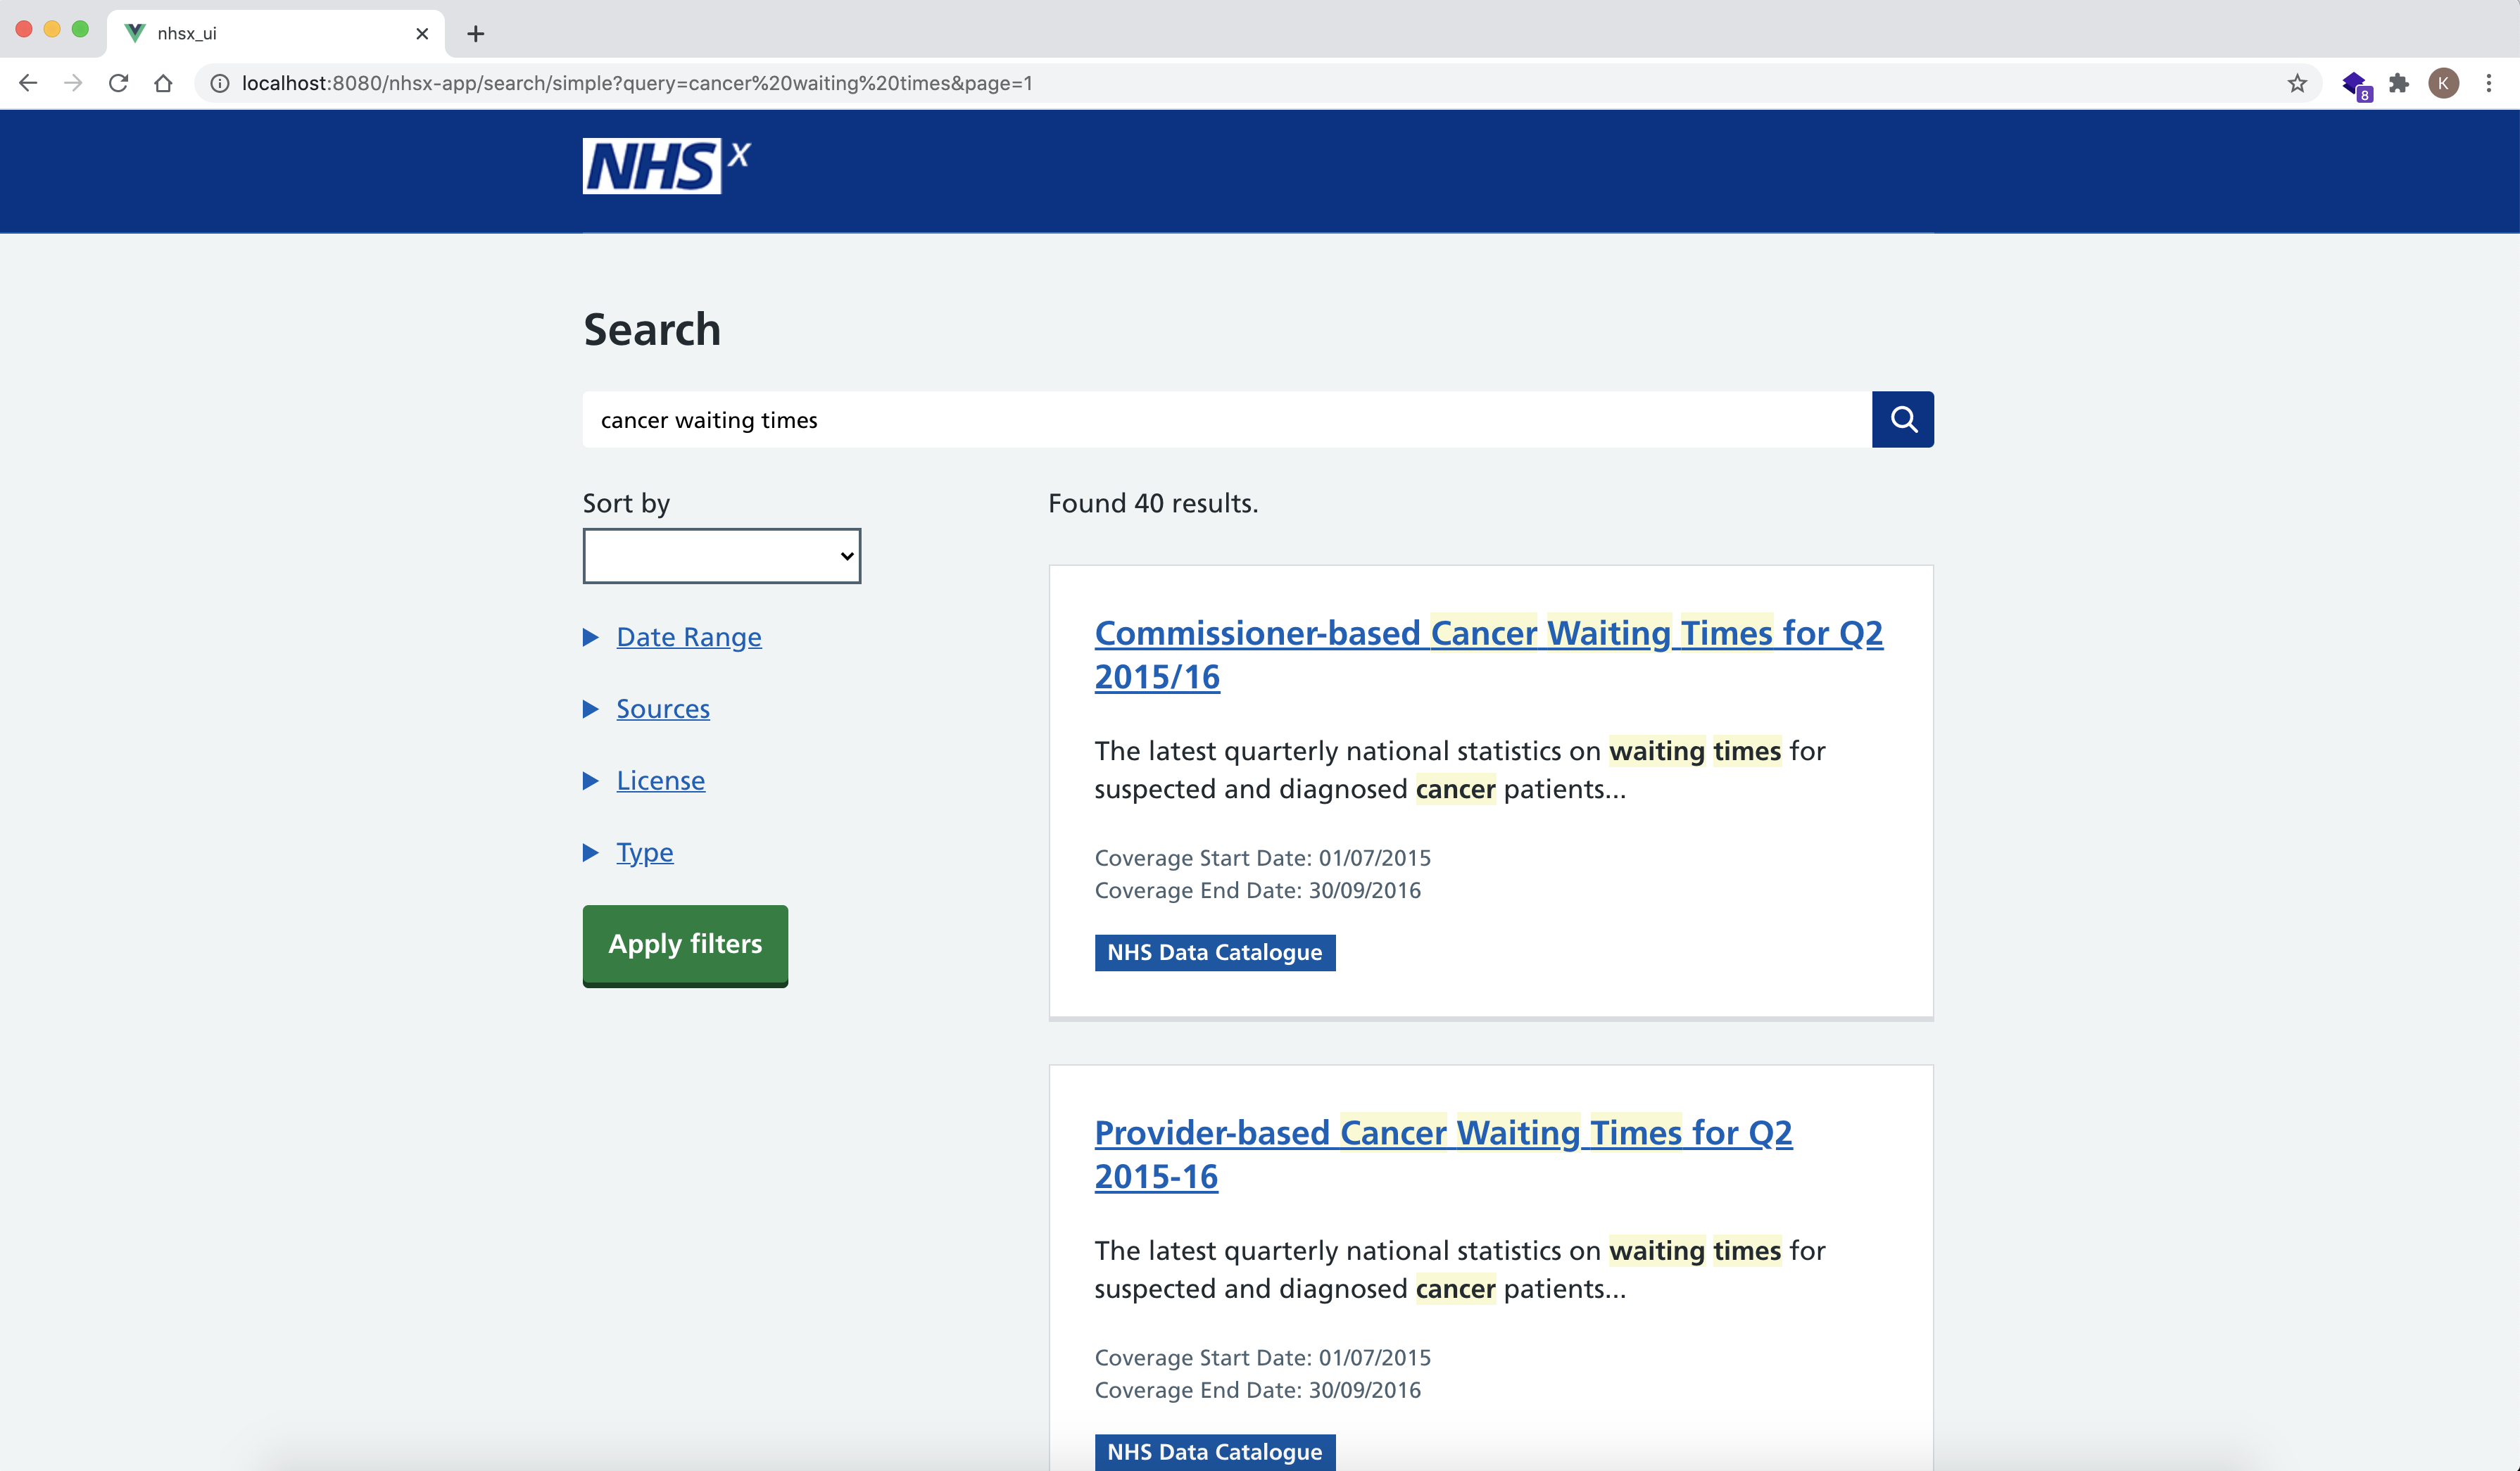 nhsx_ui
localhost:8080/nhsx-app/search/simple?query=cancer%20waiting%20times&page=1
8
K
NHS X
Search
cancer waiting times
Sort by
Found 40 results.
Date Range
Sources
License
Type
Apply filters
Commissioner-based Cancer Waiting Times for Q2
2015/16
The latest quarterly national statistics on waiting times for
suspected and diagnosed cancer patients...
Coverage Start Date: 01/07/2015
Coverage End Date: 30/09/2016
NHS Data Catalogue
Provider-based Cancer Waiting Times for Q2
2015-16
The latest quarterly national statistics on waiting times for
suspected and diagnosed cancer patients...
Coverage Start Date: 01/07/2015
Coverage End Date: 30/09/2016
NHS Data Catalogue